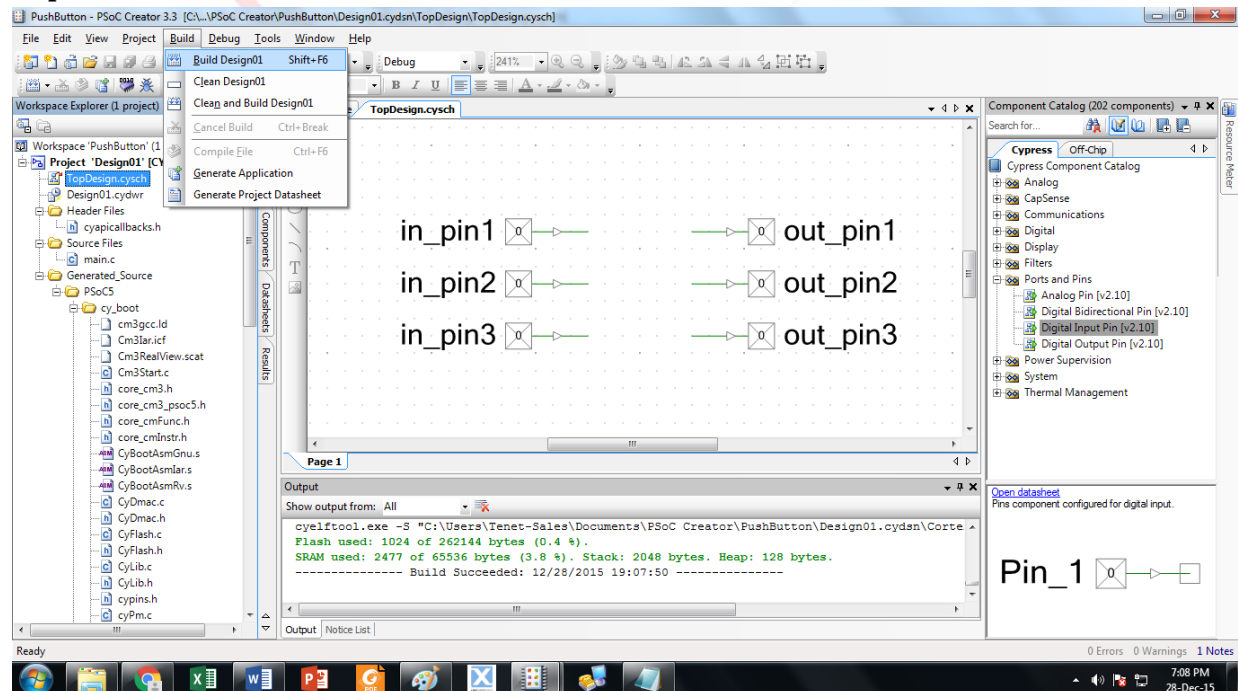 PushButton - PSoC Creator 3.3 [C:\...\PSoC Creator\PushButton\Design01.cydsn\TopDesign\TopDesign.cysch]
File Edit View Project Build Debug Tools Window Help
Debug 241%
B I U
Build Design01 Shift+F6
Clean Design01
Clean and Build Design01
Cancel Build Ctrl+Break
Compile File Ctrl+F6
Generate Application
Generate Project Datasheet
Workspace Explorer (1 project)
Workspace 'PushButton' (1
Project 'Design01' [CY
TopDesign.cysch
Design01.cydwr
Header Files
cyapicallbacks.h
Source Files
main.c
Generated_Source
PSoC5
cy_boot
cm3gcc.ld
Cm3Iar.icf
Cm3RealView.scat
Cm3Start.c
core_cm3.h
core_cm3_psoc5.h
core_cmFunc.h
core_cmInstr.h
CyBootAsmGnu.s
CyBootAsmIar.s
CyBootAsmRv.s
CyDmac.c
CyDmac.h
CyFlash.c
CyFlash.h
CyLib.c
CyLib.h
cypins.h
cyPm.c
Components
Datasheets
Results
TopDesign.cysch
in_pin1 0 0 out_pin1
in_pin2 0 0 out_pin2
in_pin3 0 0 out_pin3
Page 1
Output
Show output from: All
cyelftool.exe -S "C:\Users\Tenet-Sales\Documents\PSoC Creator\PushButton\Design01.cydsn\Corte
Flash used: 1024 of 262144 bytes (0.4 %).
SRAM used: 2477 of 65536 bytes (3.8 %). Stack: 2048 bytes. Heap: 128 bytes.
--------------- Build Succeeded: 12/28/2015 19:07:50 ---------------
Output Notice List
Component Catalog (202 components)
Search for...
Cypress Off-Chip
Cypress Component Catalog
Analog
CapSense
Communications
Digital
Display
Filters
Ports and Pins
Analog Pin [v2.10]
Digital Bidirectional Pin [v2.10]
Digital Input Pin [v2.10]
Digital Output Pin [v2.10]
Power Supervision
System
Thermal Management
Resource Meter
Open datasheet
Pins component configured for digital input.
Pin_1 0
Ready
0 Errors 0 Warnings 1 Notes
7:08 PM
28-Dec-15